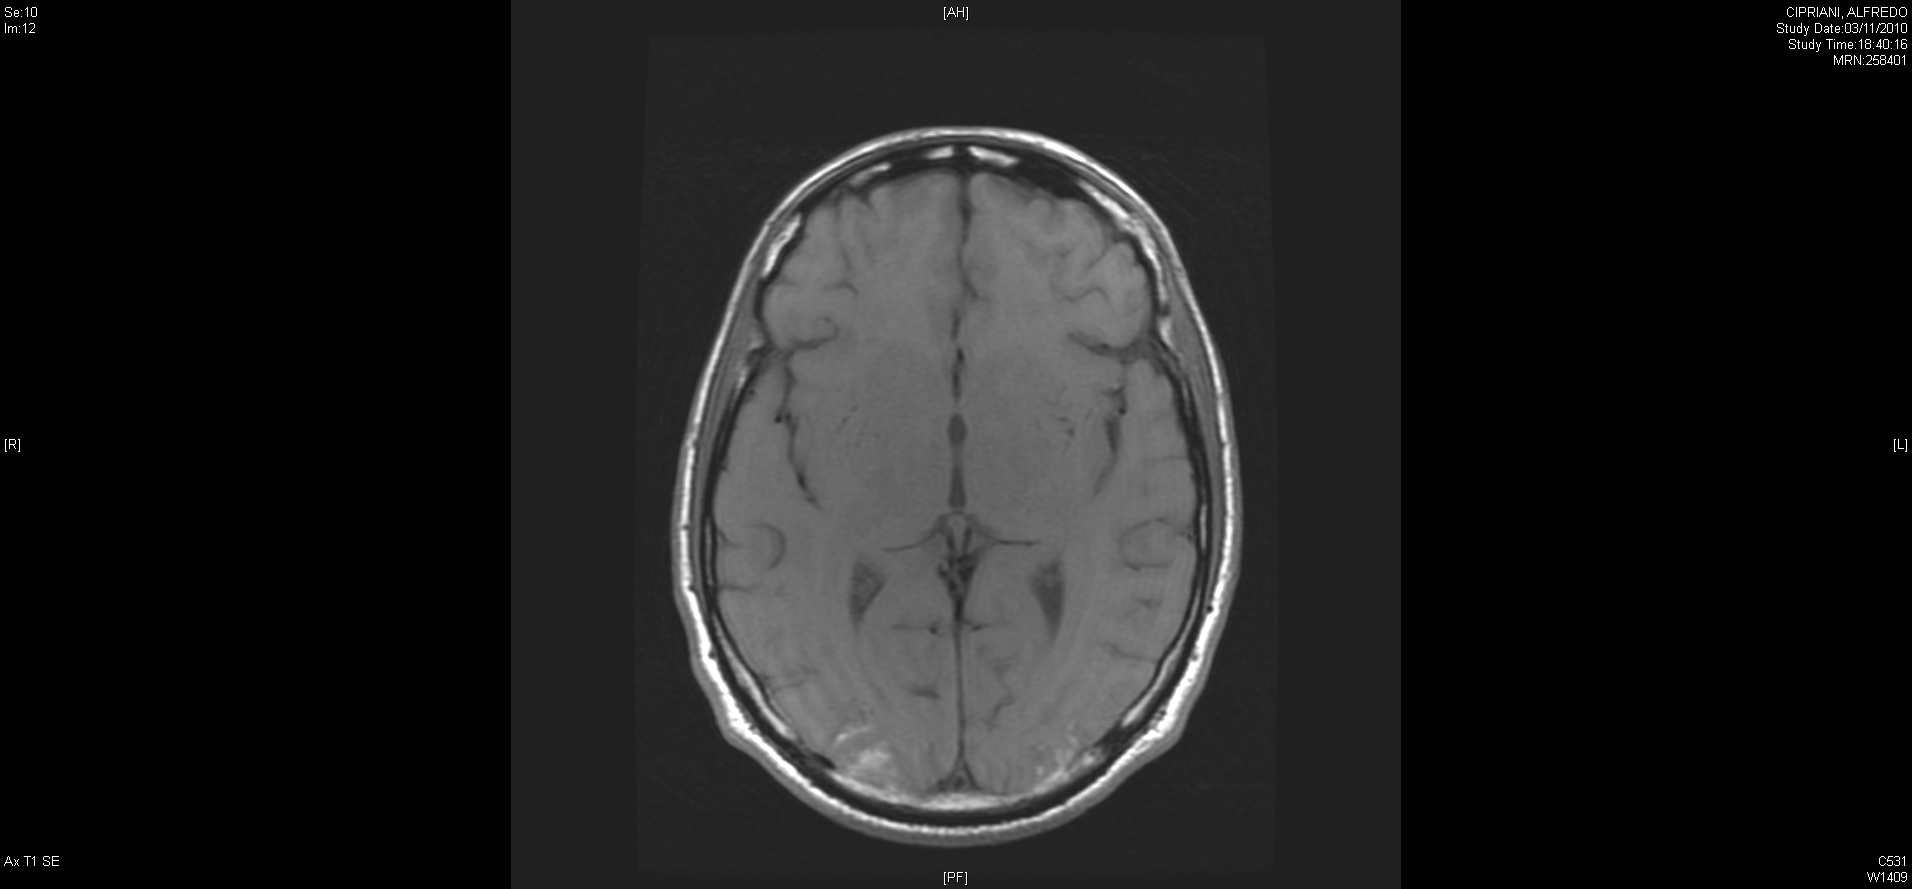 Se:10
Im:12
[AH]
CIPRIANI, ALFREDO
Study Date:03/11/2010
Study Time:18:40:16
MRN:258401
[R]
[L]
Ax T1 SE
[PF]
C531
W1409